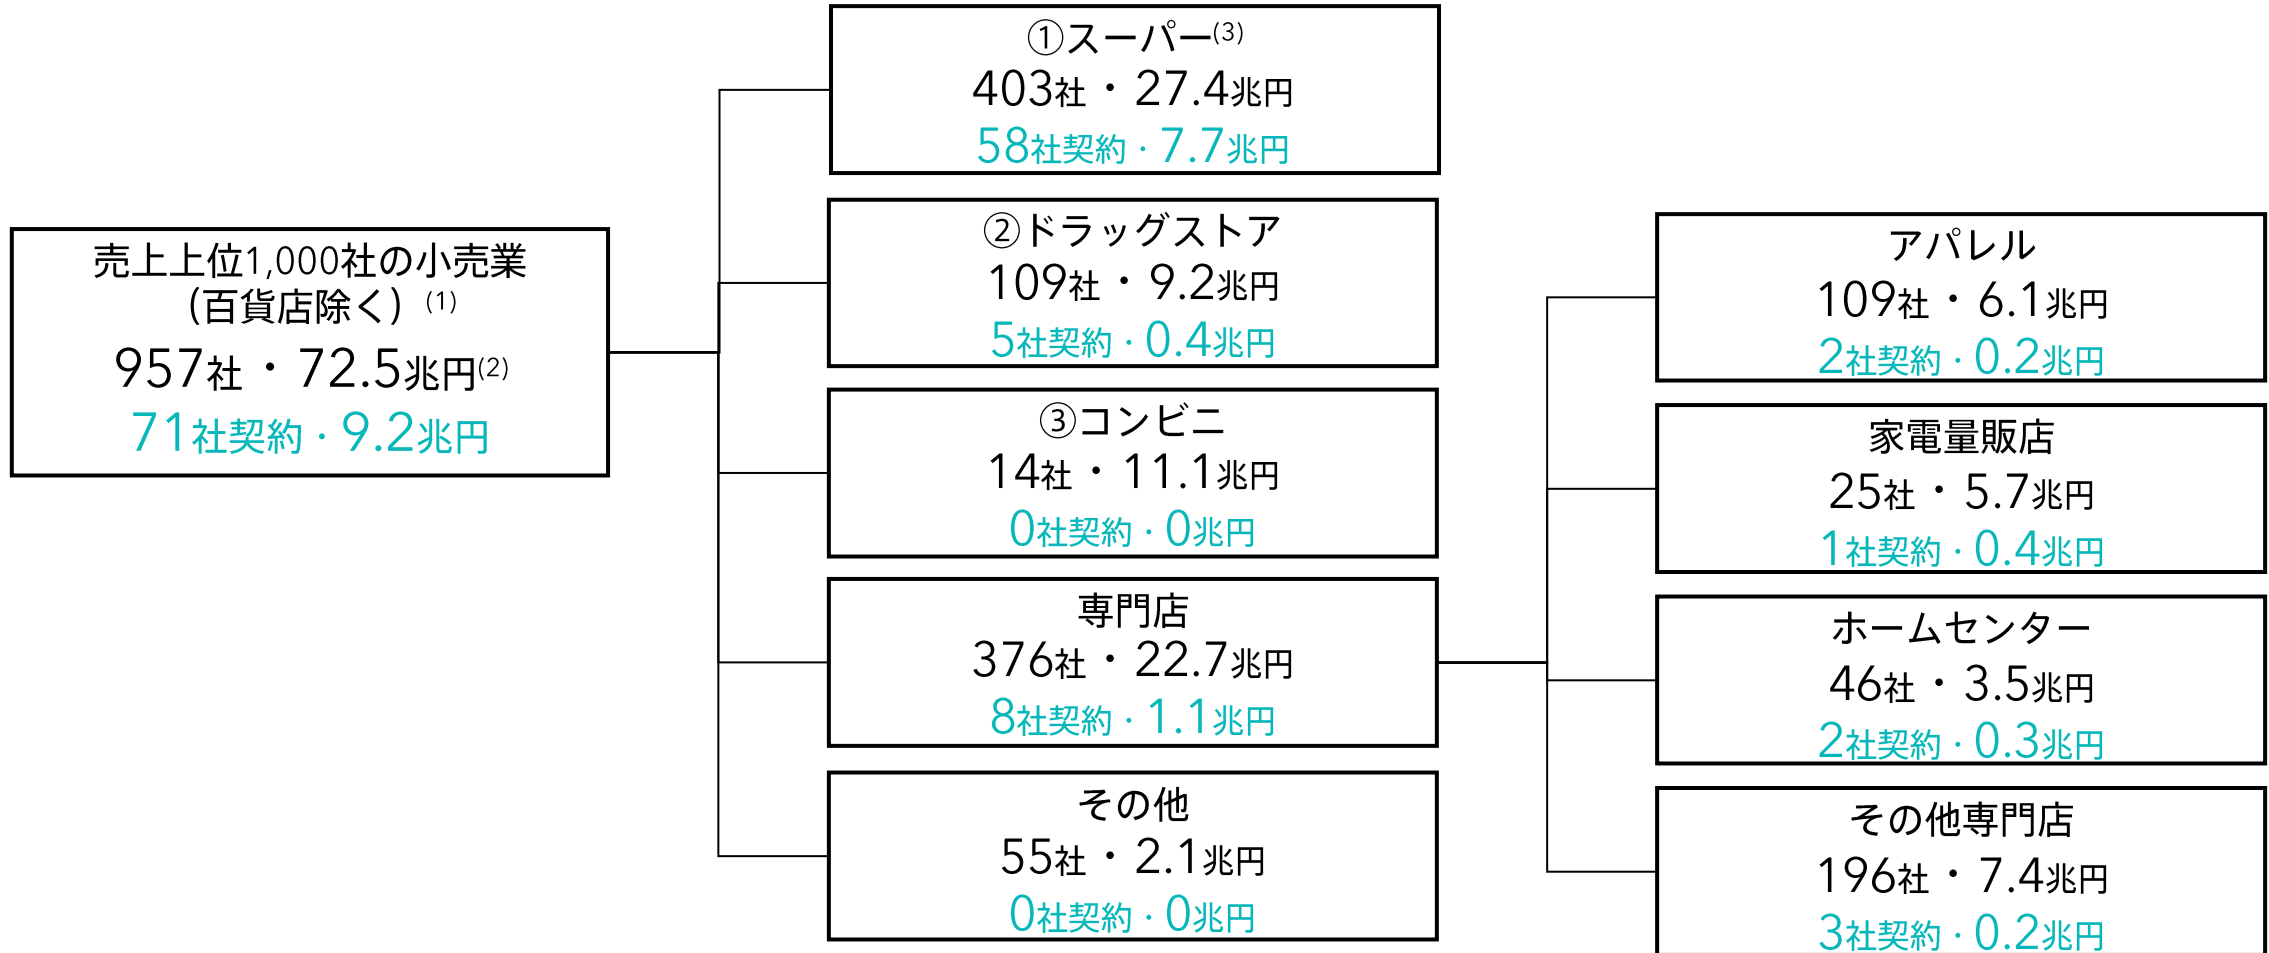 売上上位1,000社の小売業
(百貨店除く) (1)
957社・72.5兆円(2)
71社契約・9.2兆円
①スーパー(3)
403社・27.4兆円
58社契約・7.7兆円
②ドラッグストア
109社・9.2兆円
5社契約・0.4兆円
③コンビニ
14社・11.1兆円
0社契約・0兆円
専門店
376社・22.7兆円
8社契約・1.1兆円
その他
55社・2.1兆円
0社契約・0兆円
アパレル
109社・6.1兆円
2社契約・0.2兆円
家電量販店
25社・5.7兆円
1社契約・0.4兆円
ホームセンター
46社・3.5兆円
2社契約・0.3兆円
その他専門店
196社・7.4兆円
3社契約・0.2兆円